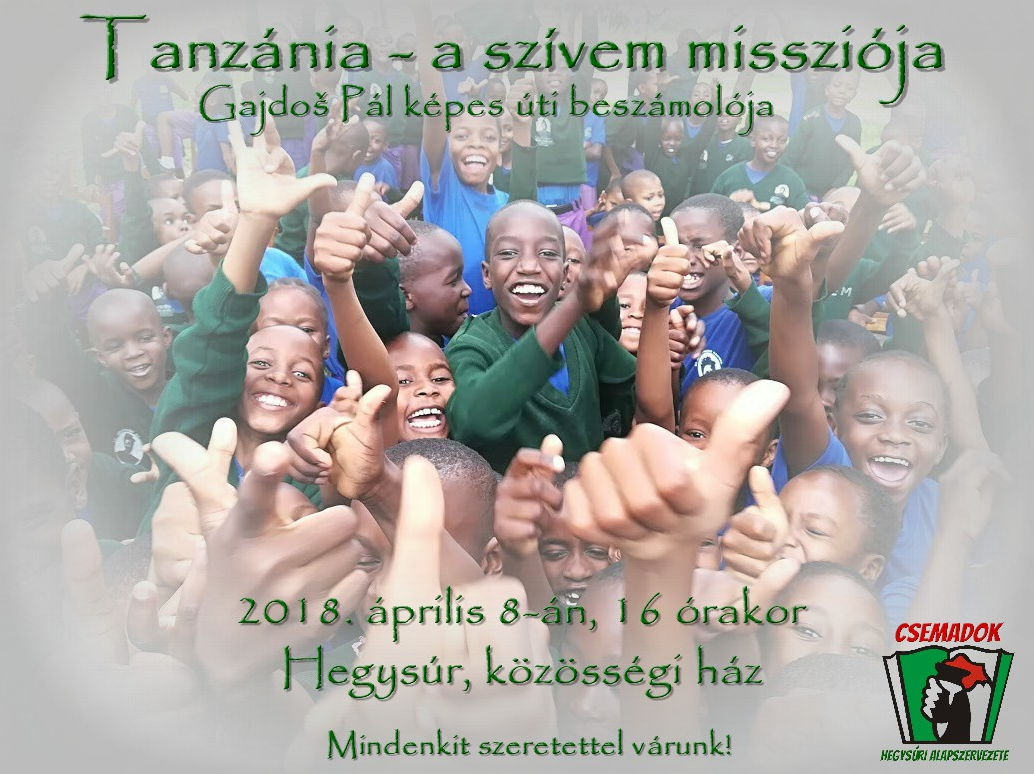 Tanzánia - a szívem missziója
Gajdoš Pál képes úti beszámolója
2018. április 8-án, 16 órakor
Hegysúr, közösségi ház
Mindenkit szeretettel várunk!
CSEMADOK
HEGYSÚRI ALAPSZERVEZETE